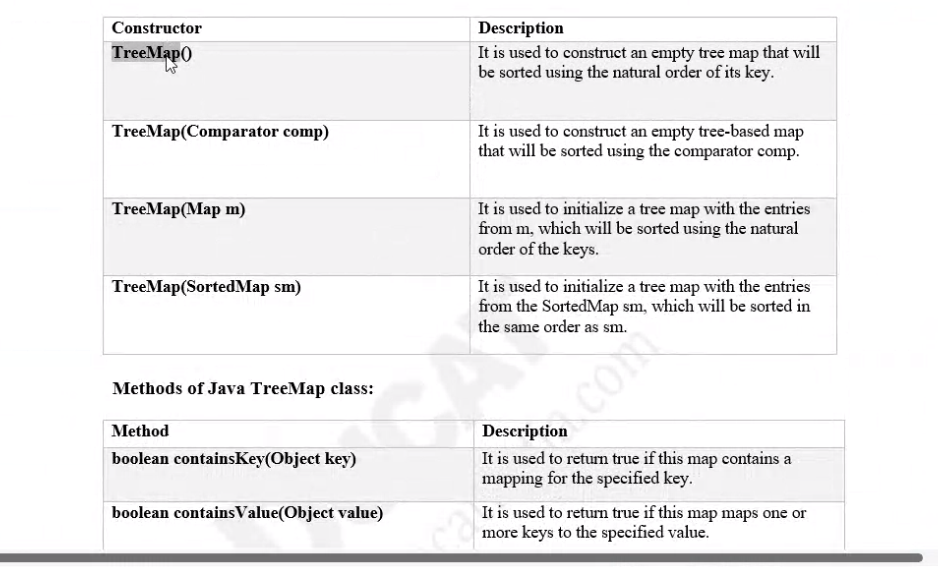 Constructor Description
TreeMap() It is used to construct an empty tree map that will
be sorted using the natural order of its key.
TreeMap(Comparator comp) It is used to construct an empty tree-based map
that will be sorted using the comparator comp.
TreeMap(Map m) It is used to initialize a tree map with the entries
from m, which will be sorted using the natural
order of the keys.
TreeMap(SortedMap sm) It is used to initialize a tree map with the entries
from the SortedMap sm, which will be sorted in
the same order as sm.
Methods of Java TreeMap class:
Method Description
boolean containsKey(Object key) It is used to return true if this map contains a
mapping for the specified key.
boolean containsValue(Object value) It is used to return true if this map maps one or
more keys to the specified value.